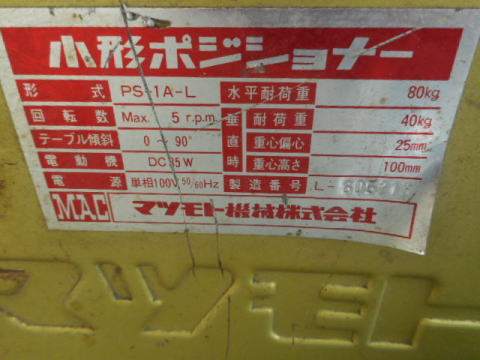 小形ポジショナー
形式 PS-1A-L 水平耐荷重 80kg
回転数 Max. 5 r.p.m 垂直時 耐荷重 40kg
テーブル傾斜 0~90° 重心偏心 25mm
電動機 DC 35W 重心高さ 100mm
電源 単相100V 50/60Hz 製造番号 L-
MAC マツモト機械株式会社
マツモト